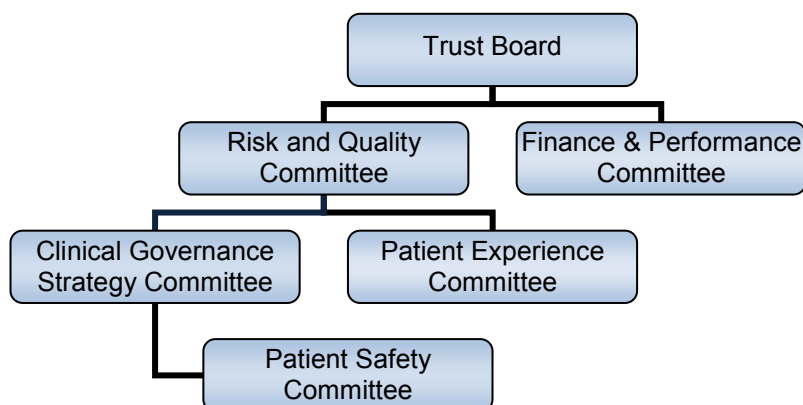 Trust Board
Risk and Quality
Committee
Finance & Performance
Committee
Clinical Governance
Strategy Committee
Patient Experience
Committee
Patient Safety
Committee